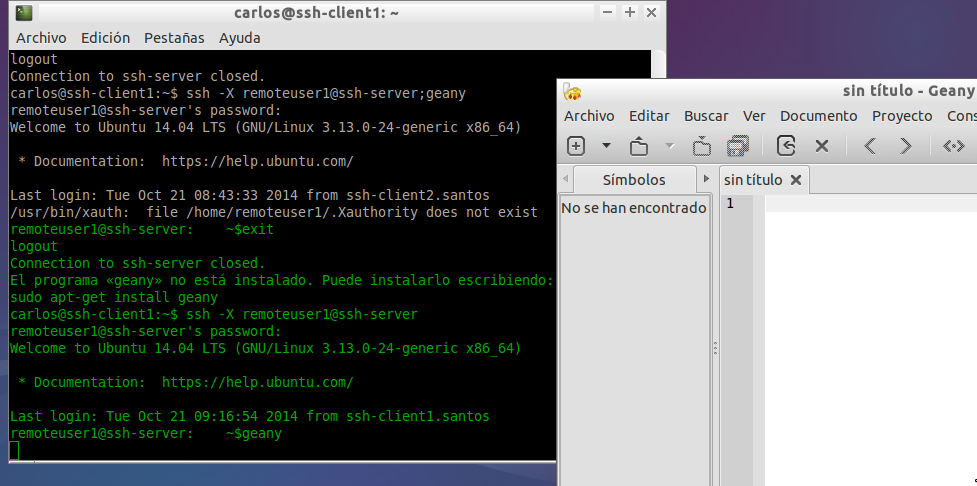 carlos@ssh-client1: ~
Archivo Edición Pestañas Ayuda
logout
Connection to ssh-server closed.
carlos@ssh-client1:~$ ssh -X remoteuser1@ssh-server;geany
remoteuser1@ssh-server's password:
Welcome to Ubuntu 14.04 LTS (GNU/Linux 3.13.0-24-generic x86_64)
* Documentation:  https://help.ubuntu.com/
Last login: Tue Oct 21 08:43:33 2014 from ssh-client2.santos
/usr/bin/xauth:  file /home/remoteuser1/.Xauthority does not exist
remoteuser1@ssh-server:    ~$exit
logout
Connection to ssh-server closed.
El programa «geany» no está instalado. Puede instalarlo escribiendo:
sudo apt-get install geany
carlos@ssh-client1:~$ ssh -X remoteuser1@ssh-server
remoteuser1@ssh-server's password:
Welcome to Ubuntu 14.04 LTS (GNU/Linux 3.13.0-24-generic x86_64)
* Documentation:  https://help.ubuntu.com/
Last login: Tue Oct 21 09:16:54 2014 from ssh-client1.santos
remoteuser1@ssh-server:    ~$geany
sin título - Geany
Archivo Editar Buscar Ver Documento Proyecto Cons
Símbolos
sin título
No se han encontrado
1